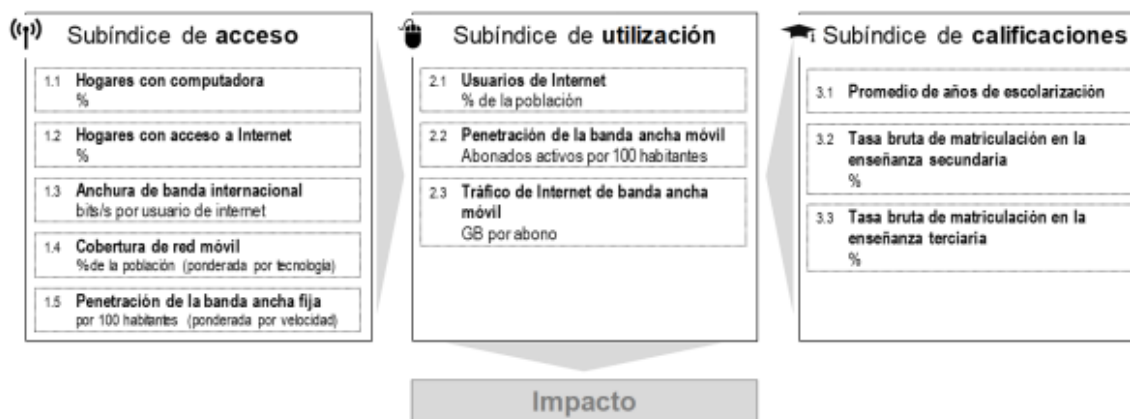 Subíndice de acceso
1.1 Hogares con computadora
%
1.2 Hogares con acceso a Internet
%
1.3 Anchura de banda internacional
bits/s por usuario de internet
1.4 Cobertura de red móvil
% de la población (ponderada por tecnología)
1.5 Penetración de la banda ancha fija
por 100 habitantes (ponderada por velocidad)
Subíndice de utilización
2.1 Usuarios de Internet
% de la población
2.2 Penetración de la banda ancha móvil
Abonados activos por 100 habitantes
2.3 Tráfico de Internet de banda ancha
móvil
GB por abono
Subíndice de calificaciones
3.1 Promedio de años de escolarización
3.2 Tasa bruta de matriculación en la
enseñanza secundaria
%
3.3 Tasa bruta de matriculación en la
enseñanza terciaria
%
Impacto